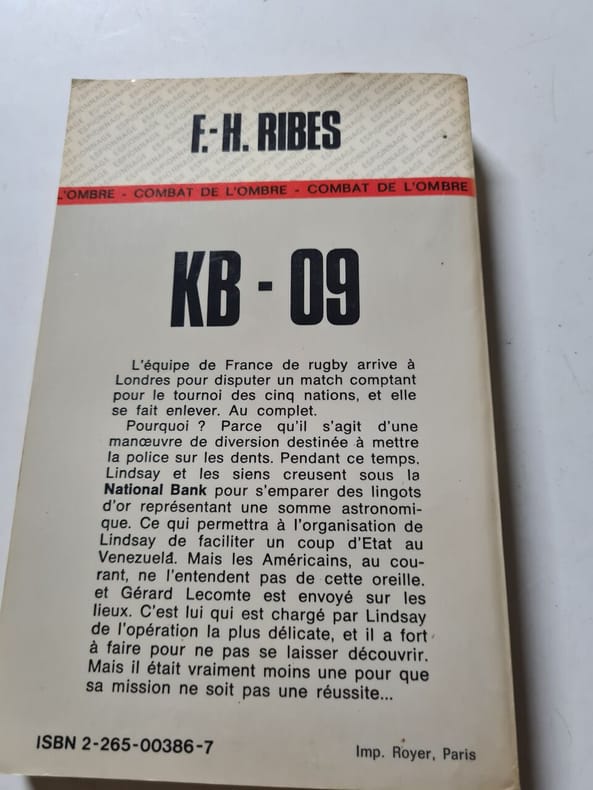 F.-H. RIBES
L'OMBRE - COMBAT DE L'OMBRE - COMBAT DE L'OMBRE
KB - 09
L'équipe de France de rugby arrive à
Londres pour disputer un match comptant
pour le tournoi des cinq nations, et elle
se fait enlever. Au complet.
Pourquoi ? Parce qu'il s'agit d'une
manœuvre de diversion destinée à mettre
la police sur les dents. Pendant ce temps,
Lindsay et les siens creusent sous la
National Bank pour s'emparer des lingots
d'or représentant une somme astronomi-
que. Ce qui permettra à l'organisation de
Lindsay de faciliter un coup d'Etat au
Venezuela. Mais les Américains, au cou-
rant, ne l'entendent pas de cette oreille.
et Gérard Lecomte est envoyé sur les
lieux. C'est lui qui est chargé par Lindsay
de l'opération la plus délicate, et il a fort
à faire pour ne pas se laisser découvrir.
Mais il était vraiment moins une pour que
sa mission ne soit pas une réussite...
ISBN 2-265-00386-7
Imp. Royer, Paris